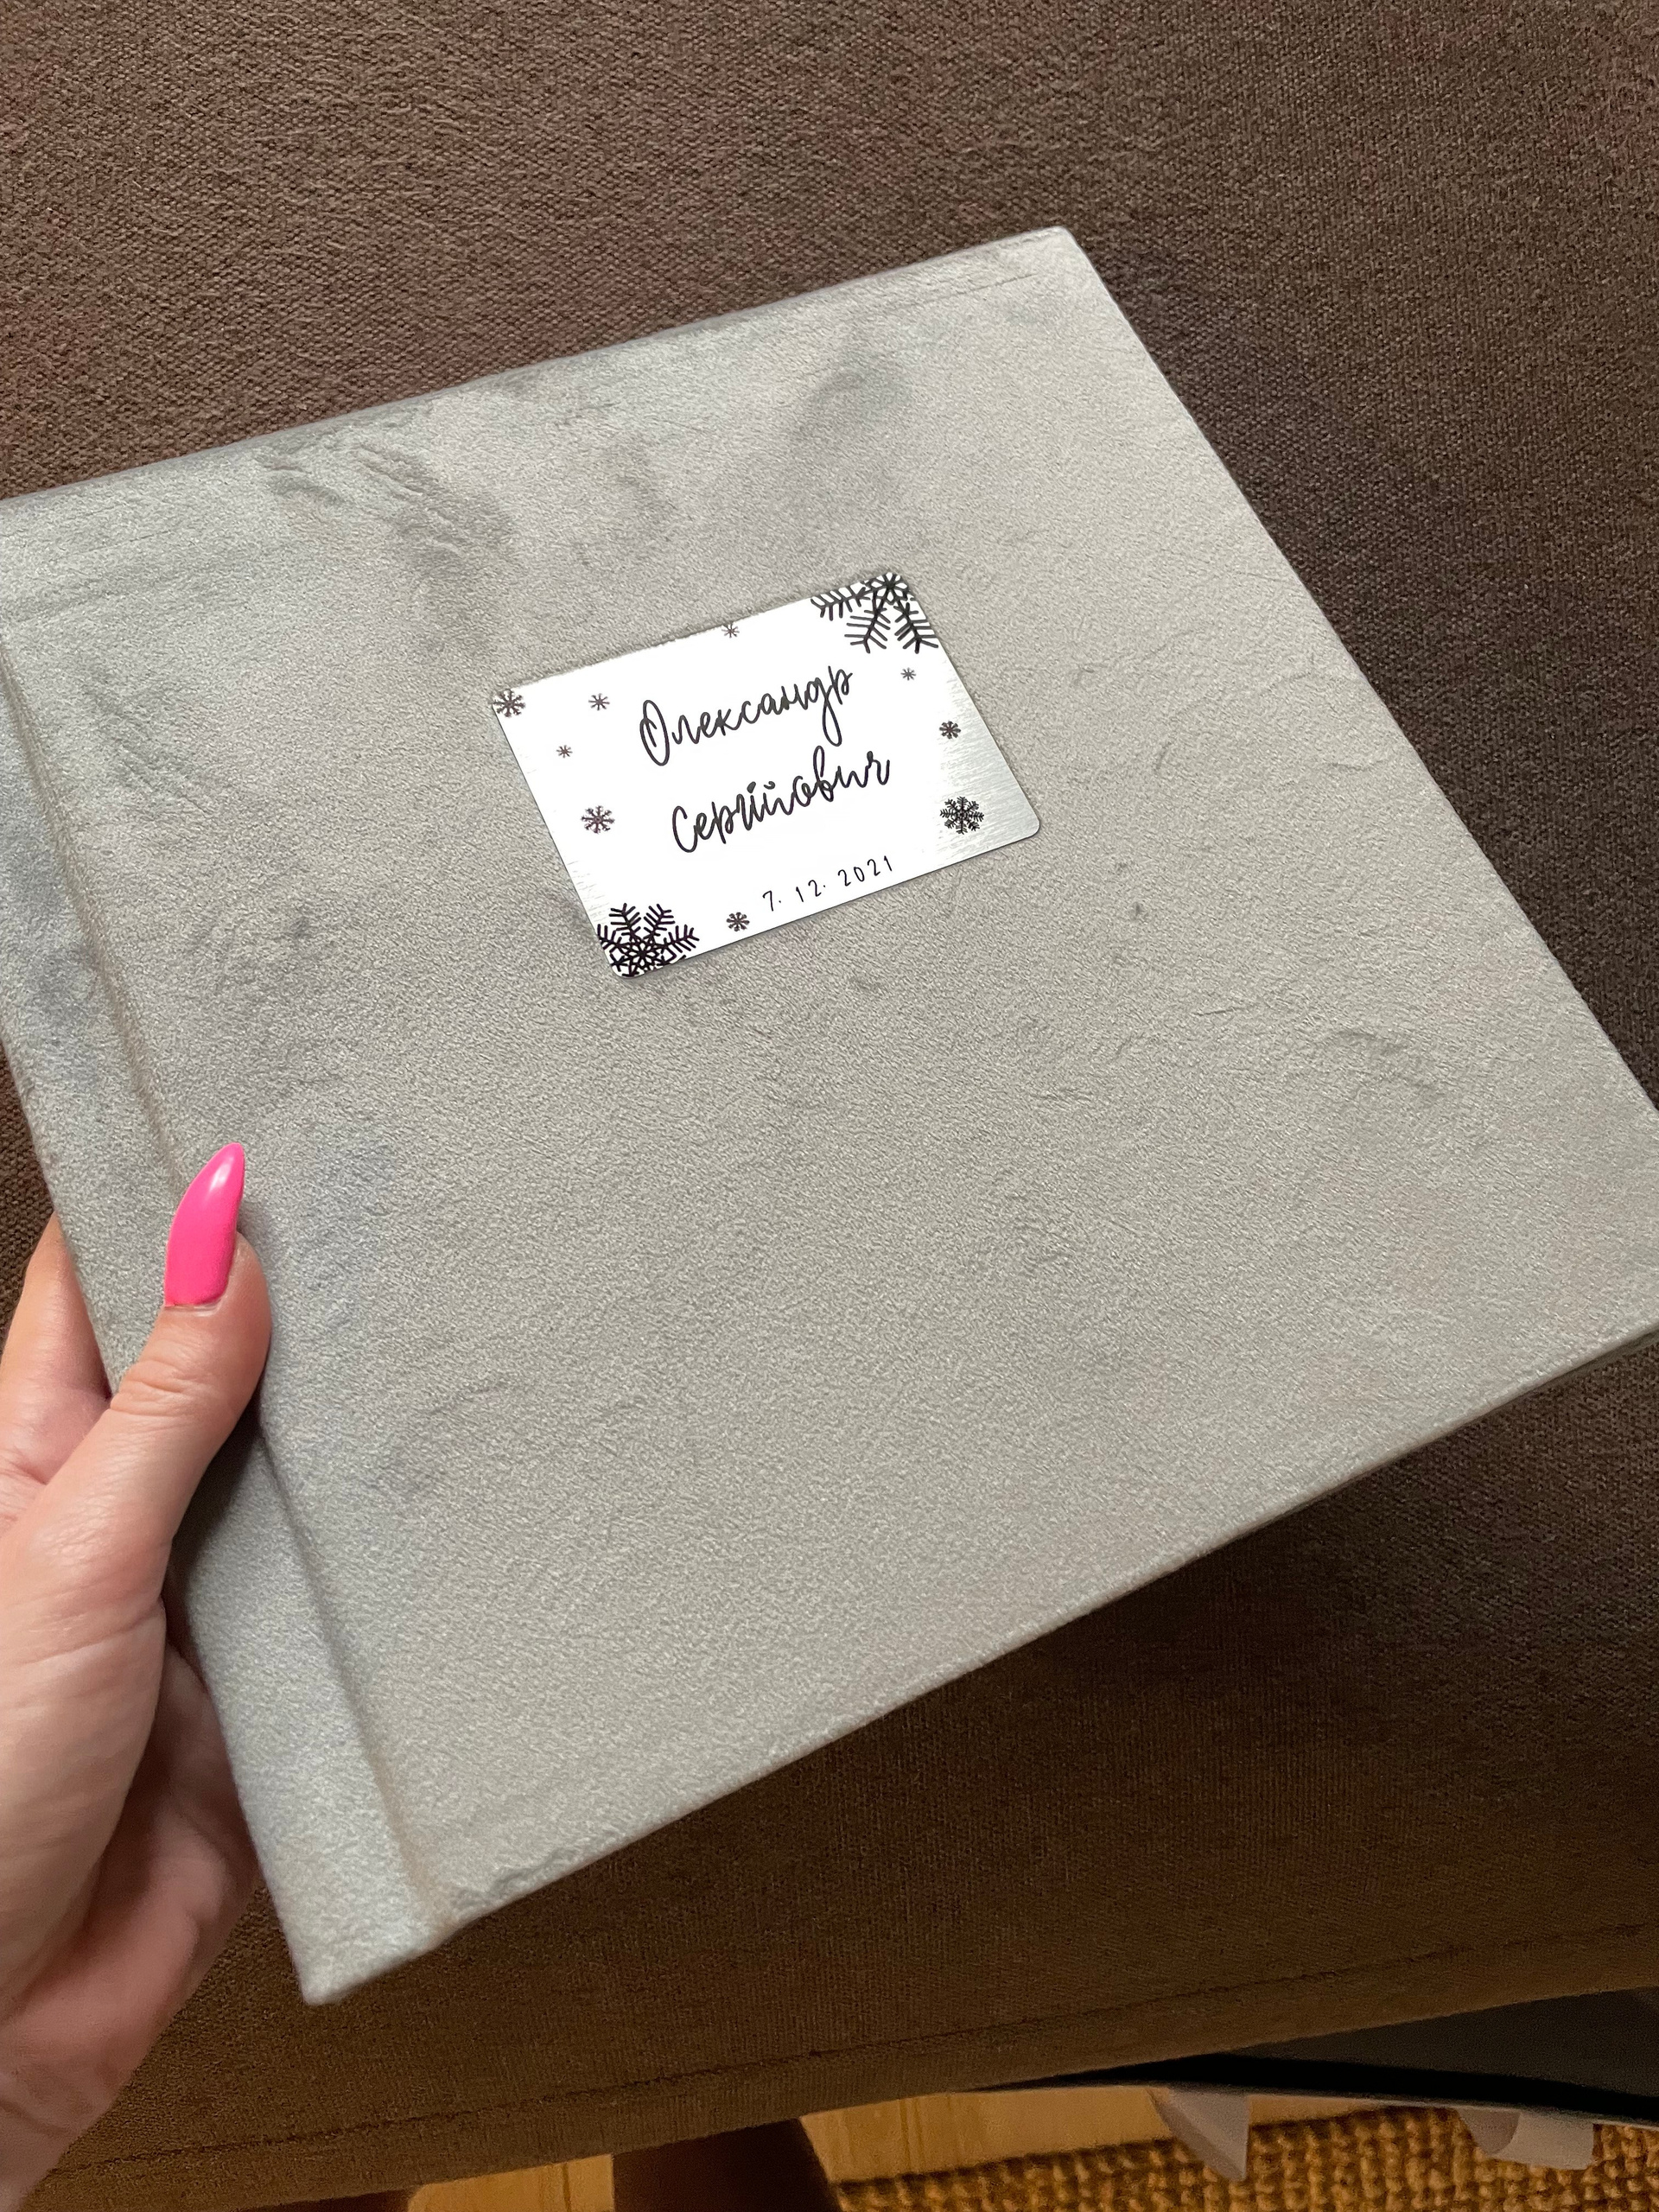 Олександр
Сергійович
7. 12. 2021